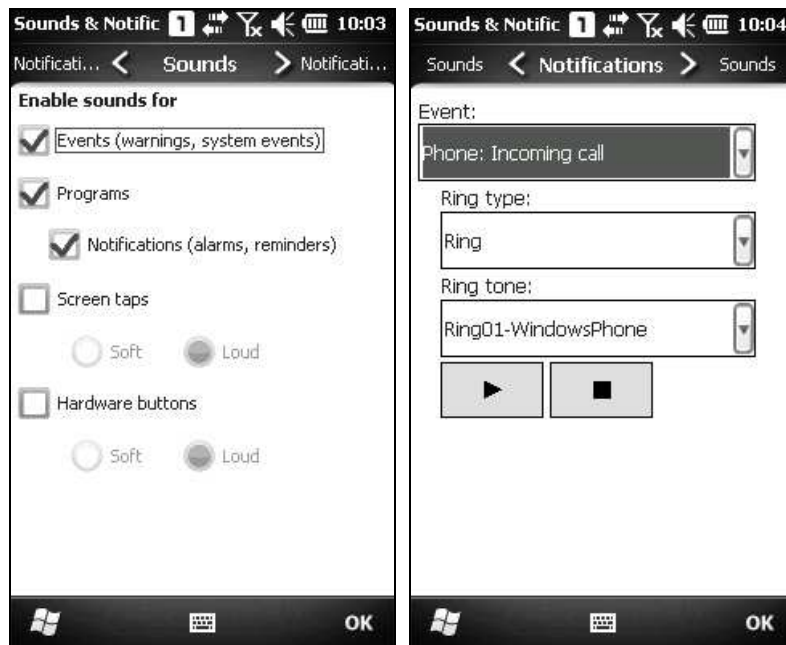 Sounds & Notific 1 10:03
Notificati... Sounds Notificati...
Enable sounds for
Events (warnings, system events)
Programs
Notifications (alarms, reminders)
Screen taps
Soft Loud
Hardware buttons
Soft Loud
OK
Sounds & Notific 1 10:04
Sounds Notifications Sounds
Event:
Phone: Incoming call
Ring type:
Ring
Ring tone:
Ring01-WindowsPhone
OK